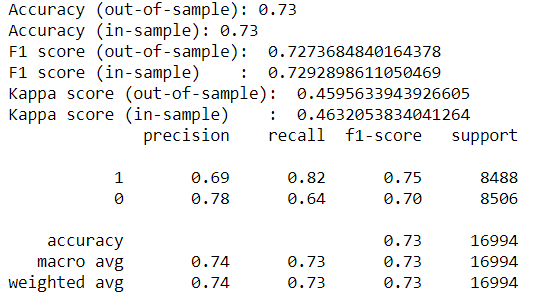 Accuracy (out-of-sample): 0.73
Accuracy (in-sample): 0.73
F1 score (out-of-sample):  0.7273684840164378
F1 score (in-sample)    :  0.7292898611050469
Kappa score (out-of-sample):  0.4595633943926605
Kappa score (in-sample)    :  0.4632053834041264
precision    recall  f1-score   support
1       0.69      0.82      0.75      8488
0       0.78      0.64      0.70      8506
accuracy                           0.73     16994
macro avg       0.74      0.73      0.73     16994
weighted avg       0.74      0.73      0.73     16994